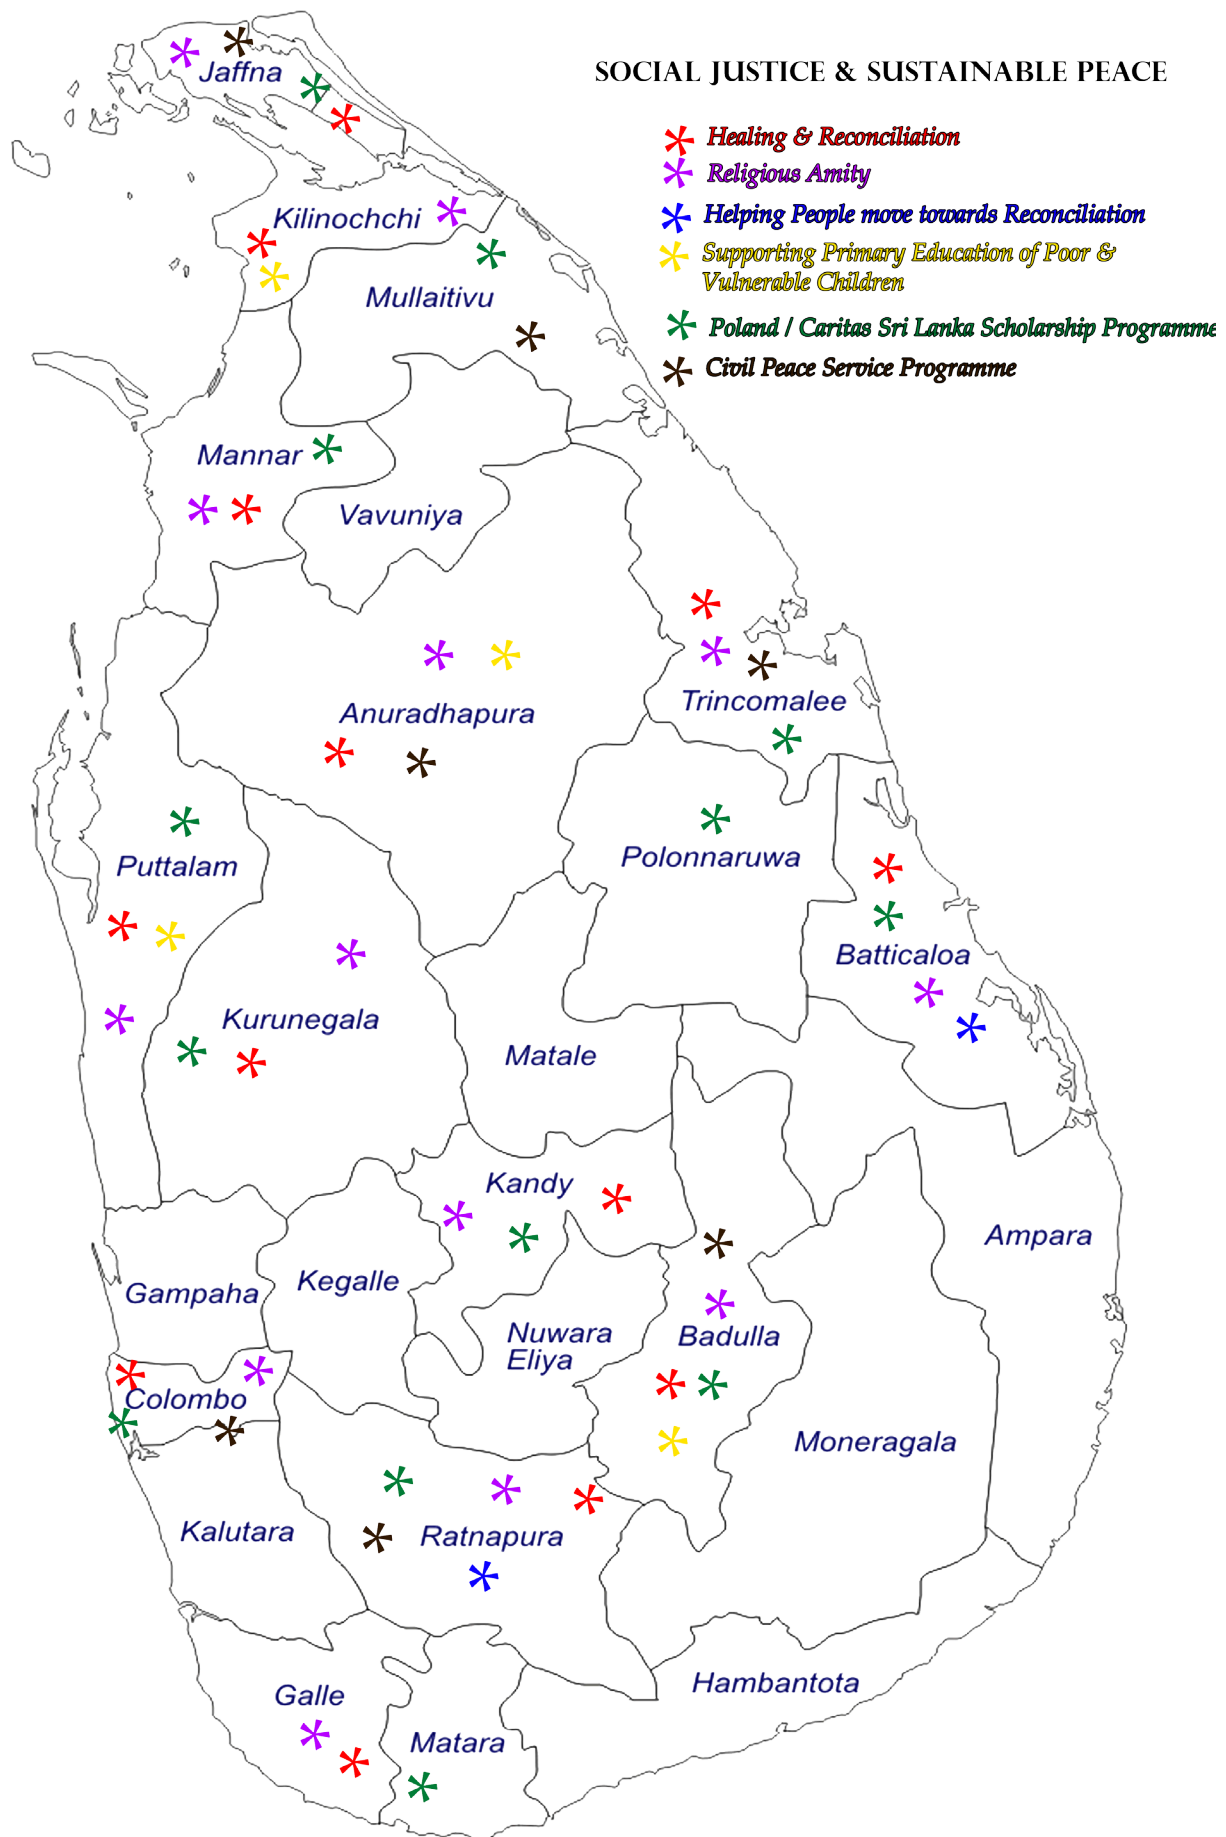 SOCIAL JUSTICE & SUSTAINABLE PEACE
Healing & Reconciliation
Religious Amity
Helping People move towards Reconciliation
Supporting Primary Education of Poor &
Vulnerable Children
Poland / Caritas Sri Lanka Scholarship Programme
Civil Peace Service Programme
Jaffna
Kilinochchi
Mullaitivu
Mannar
Vavuniya
Anuradhapura
Trincomalee
Puttalam
Polonnaruwa
Batticaloa
Kurunegala
Matale
Kandy
Ampara
Gampaha
Kegalle
Nuwara
Eliya
Badulla
Colombo
Moneragala
Kalutara
Ratnapura
Galle
Hambantota
Matara